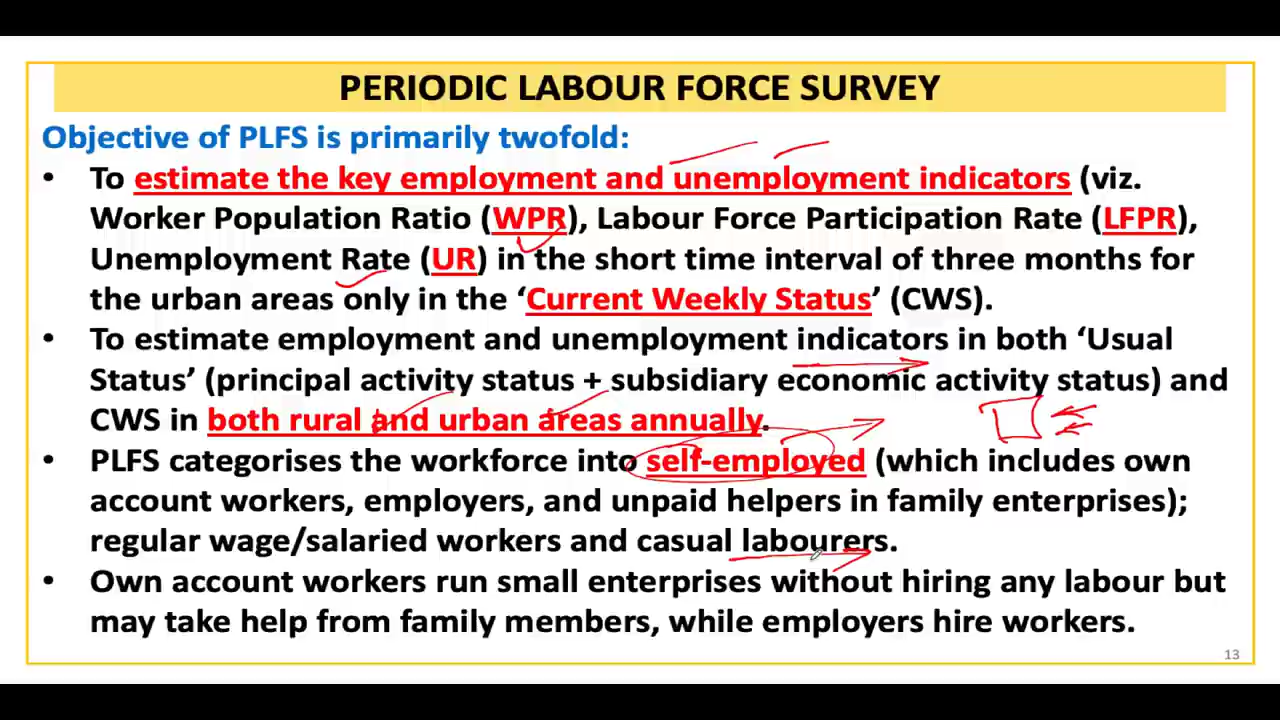 PERIODIC LABOUR FORCE SURVEY
Objective of PLFS is primarily twofold:
• To estimate the key employment and unemployment indicators (viz.
Worker Population Ratio (WPR), Labour Force Participation Rate (LFPR),
Unemployment Rate (UR) in the short time interval of three months for
the urban areas only in the ‘Current Weekly Status’ (CWS).
• To estimate employment and unemployment indicators in both ‘Usual
Status’ (principal activity status + subsidiary economic activity status) and
CWS in both rural and urban areas annually.
• PLFS categorises the workforce into self-employed (which includes own
account workers, employers, and unpaid helpers in family enterprises);
regular wage/salaried workers and casual labourers.
• Own account workers run small enterprises without hiring any labour but
may take help from family members, while employers hire workers.
13